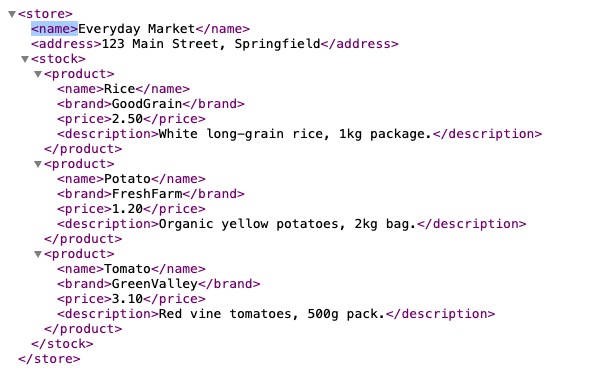 <store>
<name>Everyday Market</name>
<address>123 Main Street, Springfield</address>
<stock>
<product>
<name>Rice</name>
<brand>GoodGrain</brand>
<price>2.50</price>
<description>White long-grain rice, 1kg package.</description>
</product>
<product>
<name>Potato</name>
<brand>FreshFarm</brand>
<price>1.20</price>
<description>Organic yellow potatoes, 2kg bag.</description>
</product>
<product>
<name>Tomato</name>
<brand>GreenValley</brand>
<price>3.10</price>
<description>Red vine tomatoes, 500g pack.</description>
</product>
</stock>
</store>